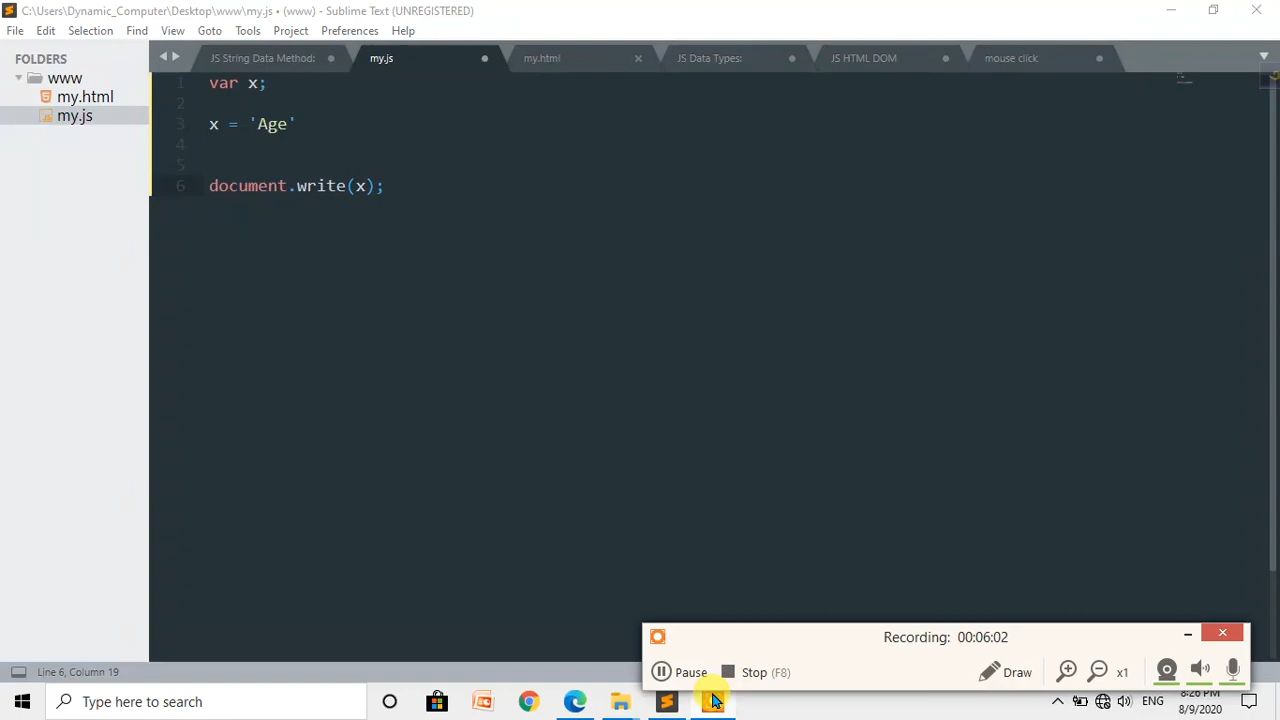 C:\Users\Dynamic_Computer\Desktop\www\my.js • (www) - Sublime Text (UNREGISTERED)
File Edit Selection View Goto Tools Project Preferences Find Help
FOLDERS
www
my.html
my.js
JS String Data Method: my.js my.html JS Data Types: JS HTML DOM mouse click
1 var x;
2
3 x = 'Age'
4
5
6 document.write(x);
Recording: 00:06:02
Pause Stop (F8) Draw x1
Line 6, Column 19
Type here to search
ENG
8:26 PM
8/9/2020